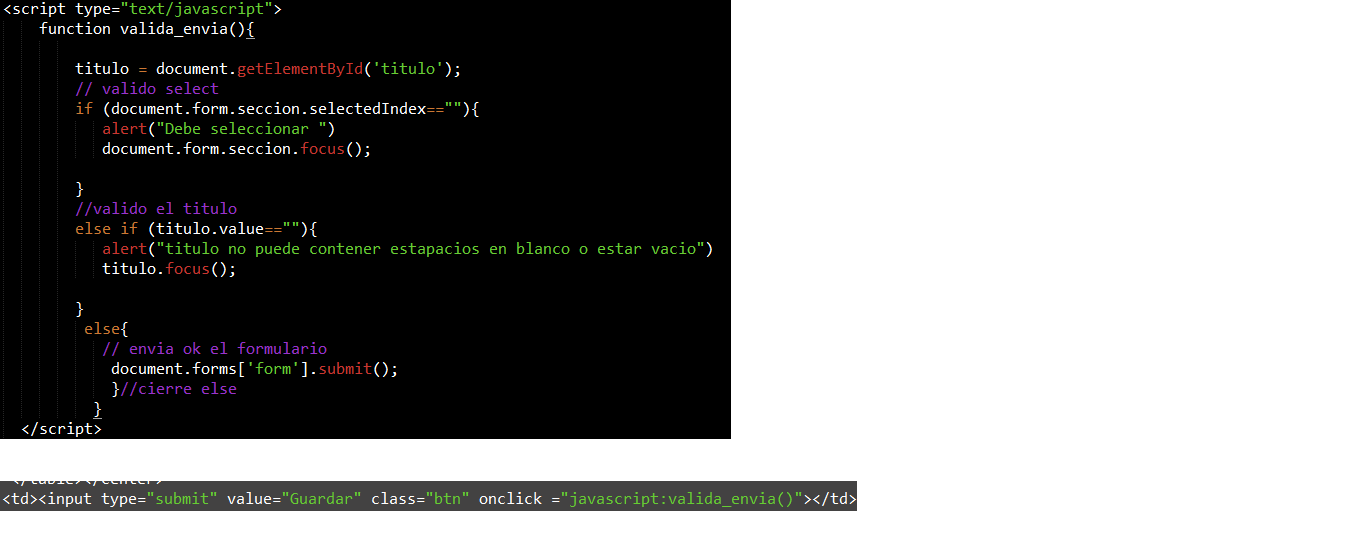 <script type="text/javascript">
function valida_envia(){
titulo = document.getElementById('titulo');
// valido select
if (document.form.seccion.selectedIndex==""){
alert("Debe seleccionar ")
document.form.seccion.focus();
}
//valido el titulo
else if (titulo.value==""){
alert("titulo no puede contener estapacios en blanco o estar vacio")
titulo.focus();
}
else{
// envia ok el formulario
document.forms['form'].submit();
}//cierre else
}
</script>
</table></center>
<td><input type="submit" value="Guardar" class="btn" onclick ="javascript:valida_envia()"></td>